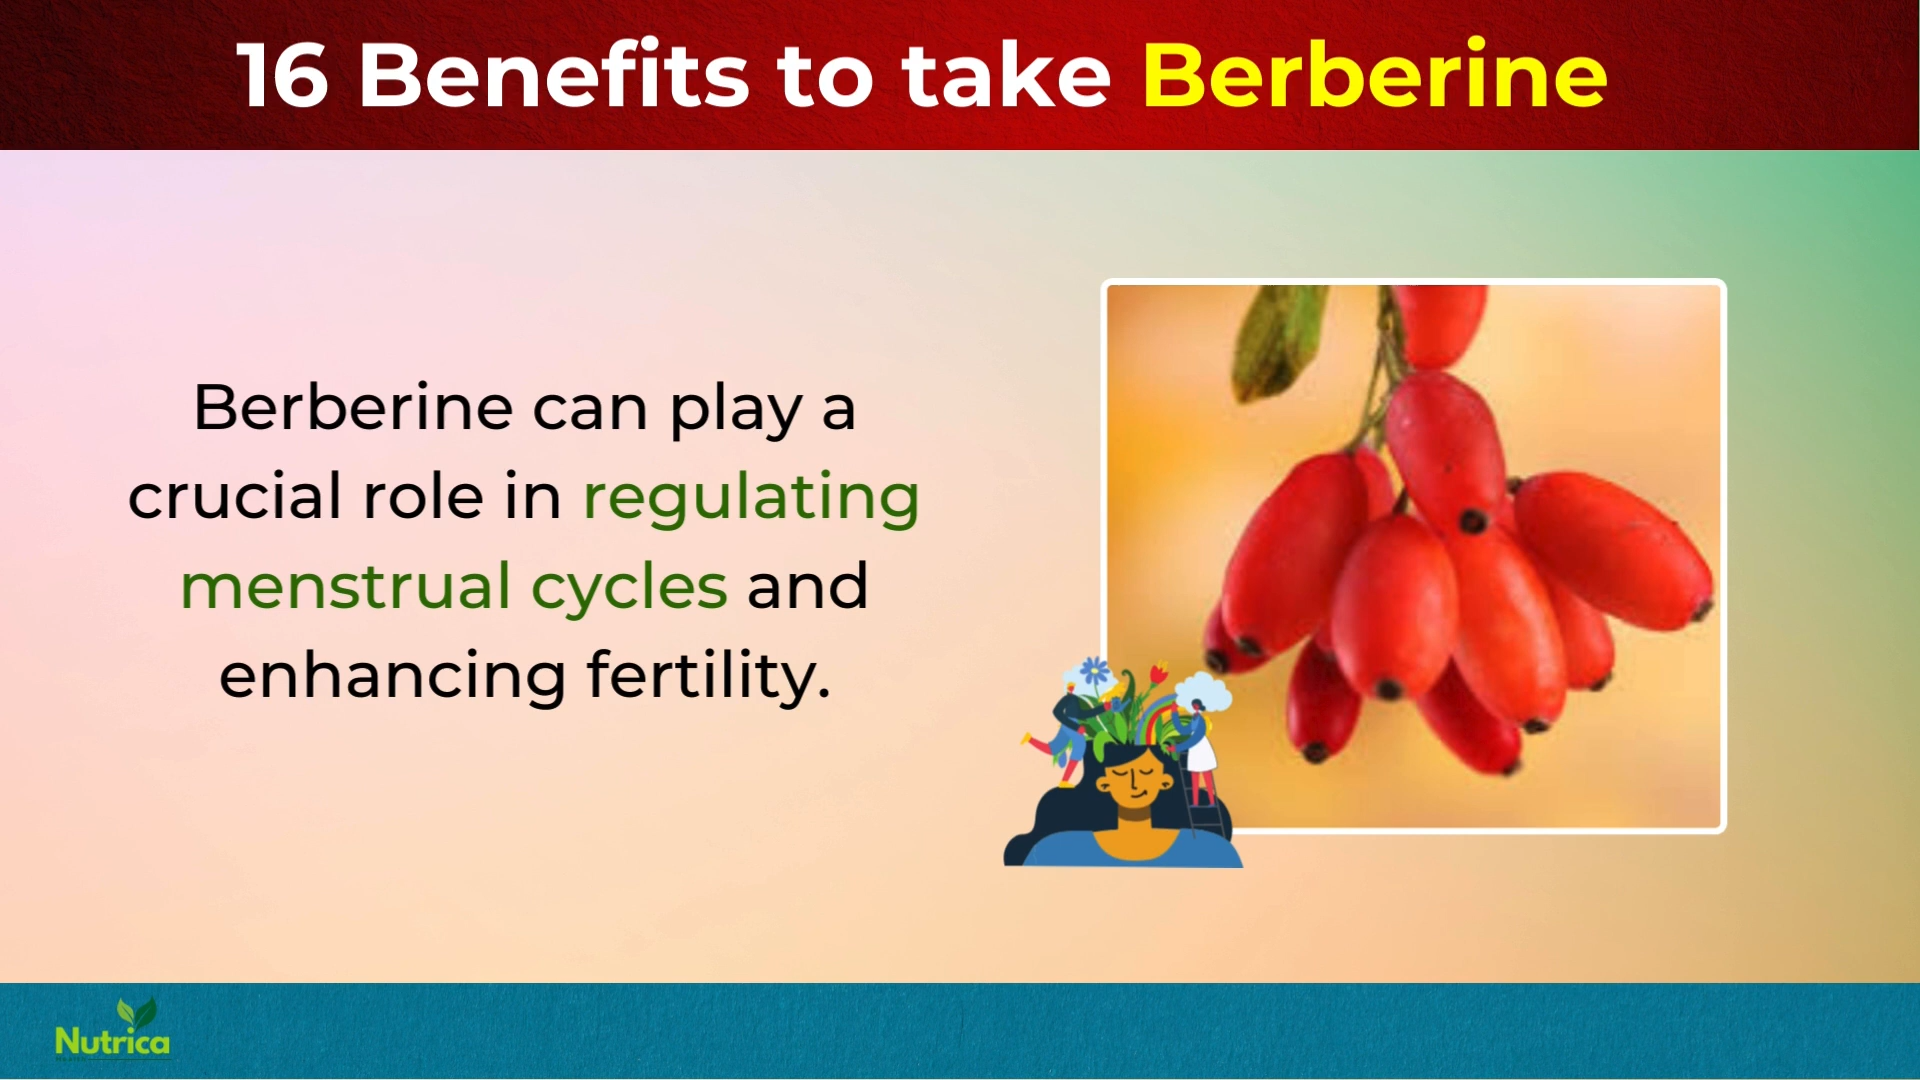 16 Benefits to take Berberine
Berberine can play a
crucial role in regulating
menstrual cycles and
enhancing fertility.
Nutrica